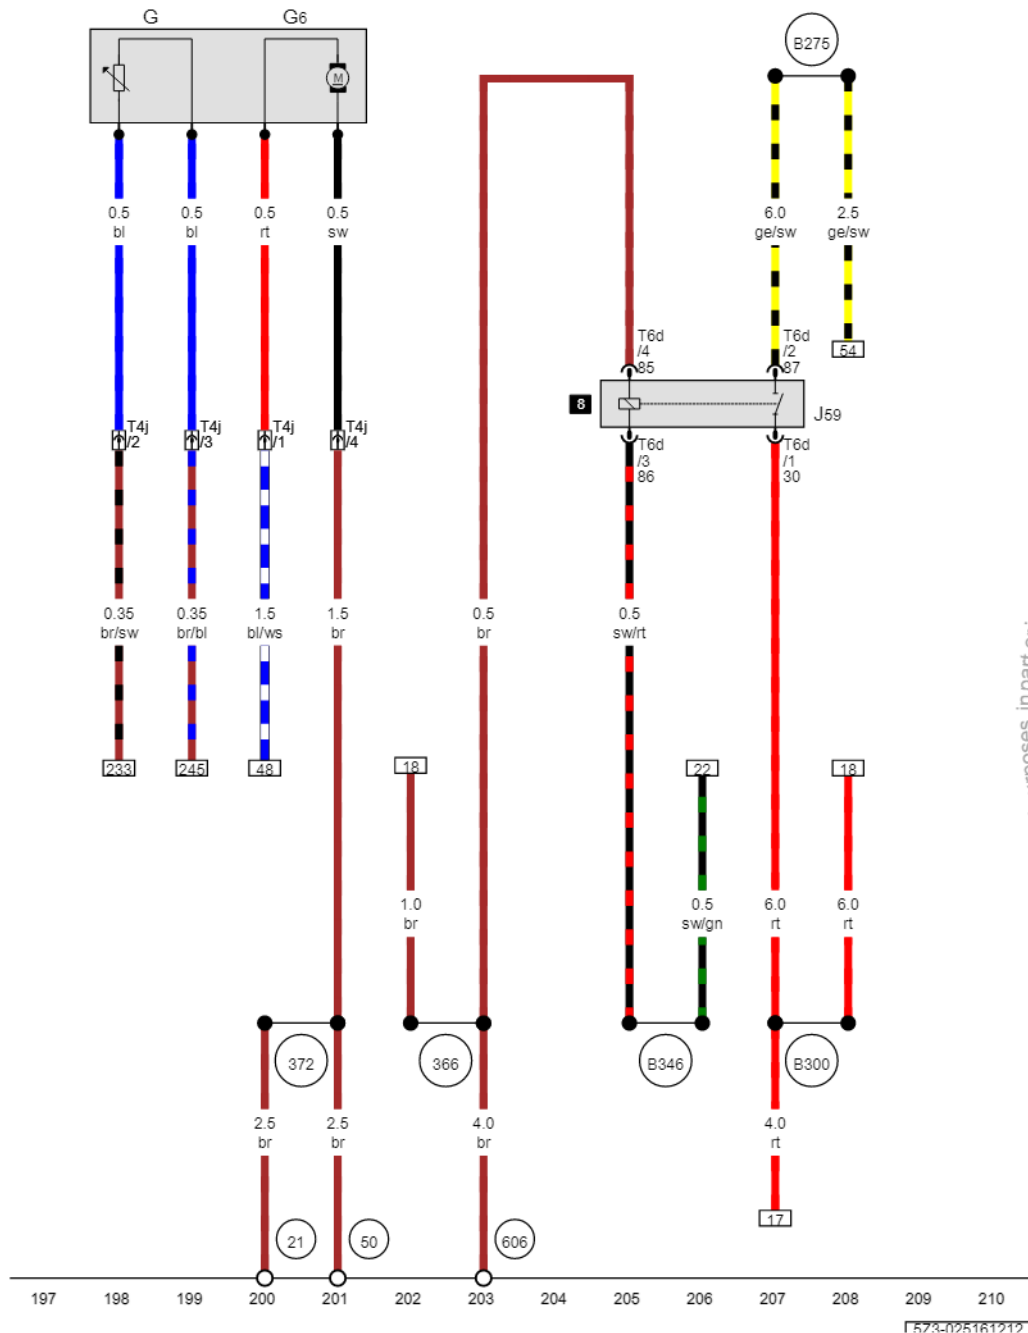 G G6
B275
M
0.5 0.5 0.5 0.5 6.0 2.5
bl bl rt sw ge/sw ge/sw
T6d T6d
/4 /2 54
85 87
8 J59
T4j T4j T4j T4j
/2 /3 /1 /4
T6d T6d
/3 /1
86 30
0.35 0.35 1.5 1.5 0.5 0.5
br/sw br/bl bl/ws br br sw/rt
233 245 48 18 22 18
1.0 0.5 6.0 6.0
br sw/gn rt rt
372 366 B346 B300
2.5 2.5 4.0 4.0
br br br rt
17
21 50 606
197 198 199 200 201 202 203 204 205 206 207 208 209 210
573-025161212